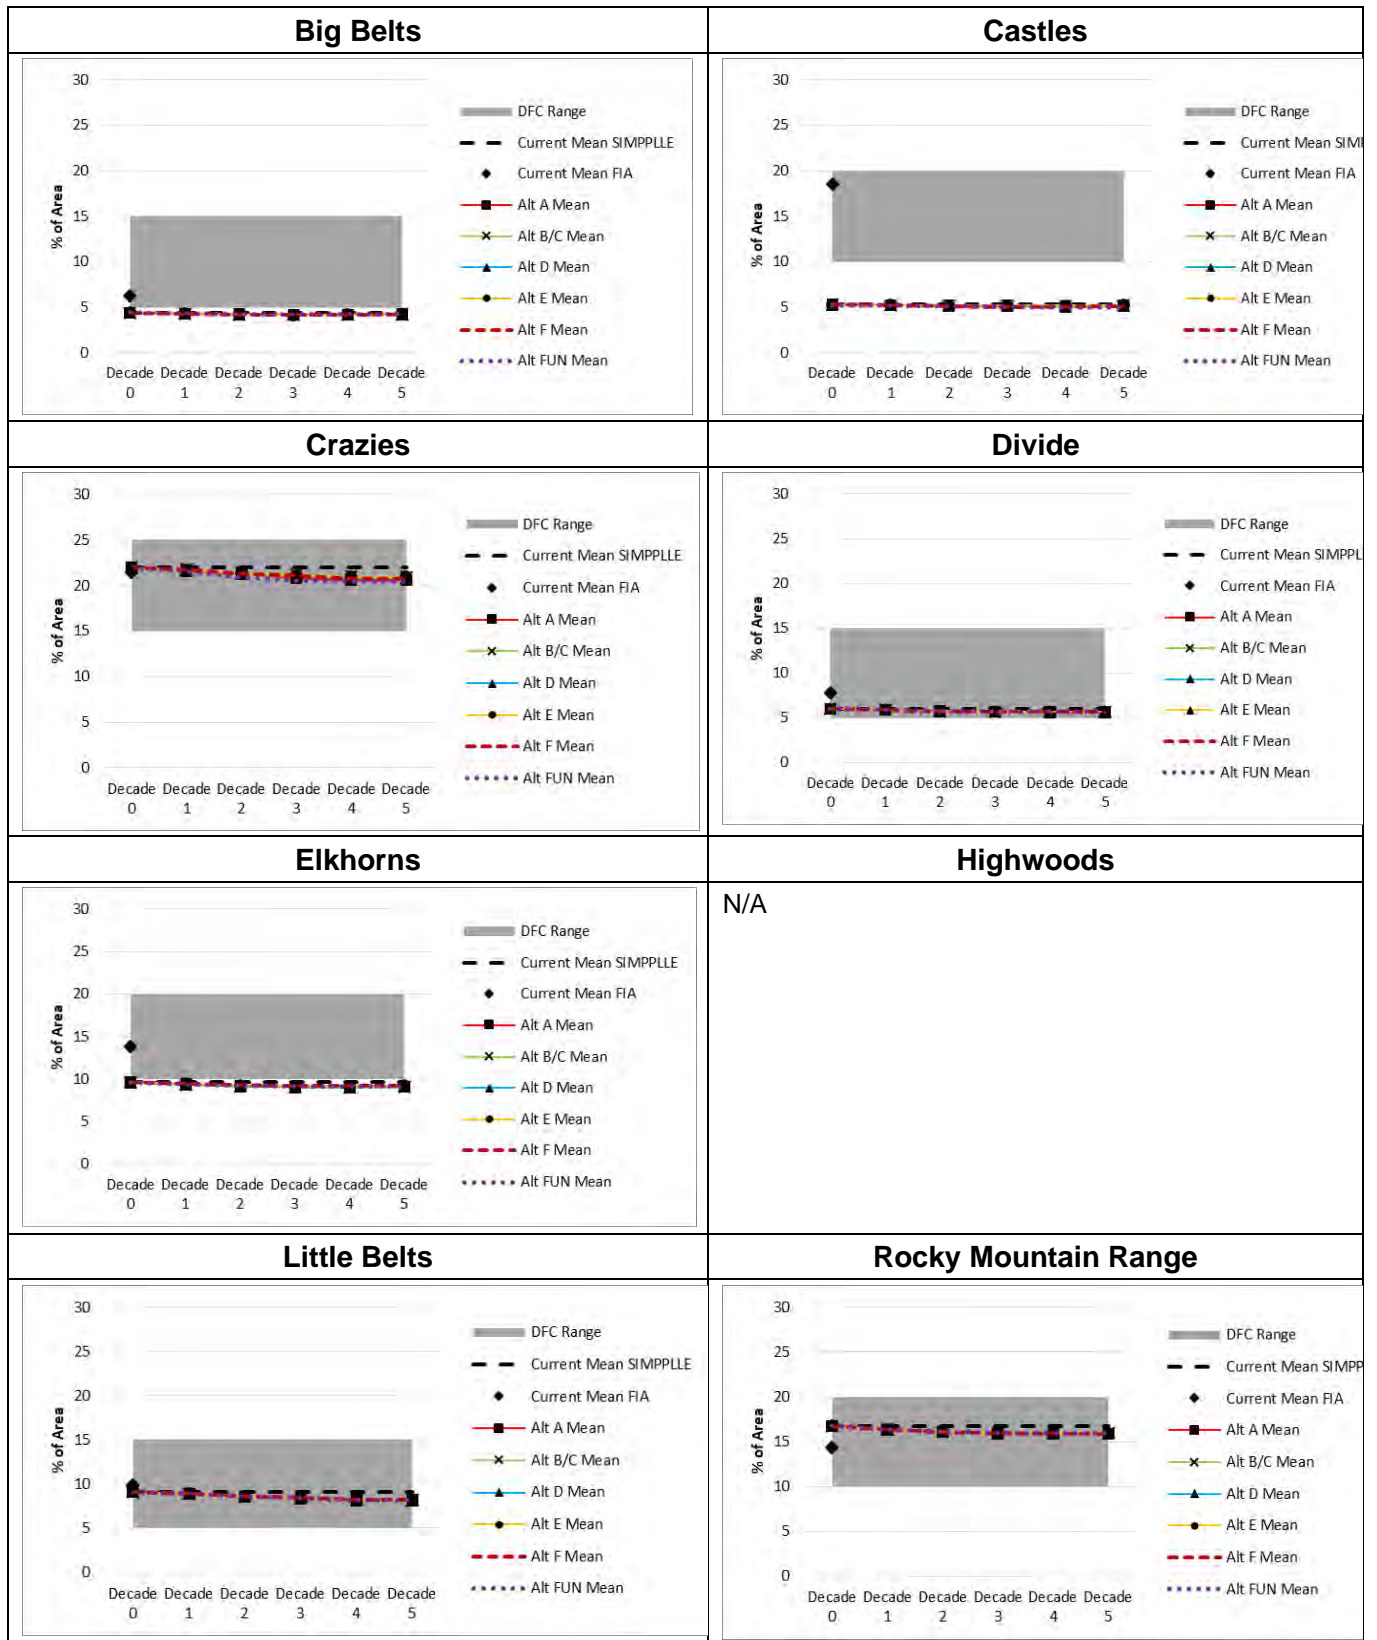 Big Belts
30
25
20
15
10
5
0
% of Area
Decade Decade Decade Decade Decade Decade
0 1 2 3 4 5
DFC Range
Current Mean SIMPPLLE
Current Mean FIA
Alt A Mean
Alt B/C Mean
Alt D Mean
Alt E Mean
Alt F Mean
Alt FUN Mean
Castles
30
25
20
15
10
5
0
% of Area
Decade Decade Decade Decade Decade Decade
0 1 2 3 4 5
DFC Range
Current Mean SIMI
Current Mean FIA
Alt A Mean
Alt B/C Mean
Alt D Mean
Alt E Mean
Alt F Mean
Alt FUN Mean
Crazies
30
25
20
15
10
5
0
% of Area
Decade Decade Decade Decade Decade Decade
0 1 2 3 4 5
DFC Range
Current Mean SIMPPLLE
Current Mean FIA
Alt A Mean
Alt B/C Mean
Alt D Mean
Alt E Mean
Alt F Mean
Alt FUN Mean
Divide
30
25
20
15
10
5
0
% of Area
Decade Decade Decade Decade Decade Decade
0 1 2 3 4 5
DFC Range
Current Mean SIMPPL
Current Mean FIA
Alt A Mean
Alt B/C Mean
Alt D Mean
Alt E Mean
Alt F Mean
Alt FUN Mean
Elkhorns
30
25
20
15
10
5
0
% of Area
Decade Decade Decade Decade Decade Decade
0 1 2 3 4 5
DFC Range
Current Mean SIMPPLLE
Current Mean FIA
Alt A Mean
Alt B/C Mean
Alt D Mean
Alt E Mean
Alt F Mean
Alt FUN Mean
Highwoods
N/A
Little Belts
30
25
20
15
10
5
0
% of Area
Decade Decade Decade Decade Decade Decade
0 1 2 3 4 5
DFC Range
Current Mean SIMPPLLE
Current Mean FIA
Alt A Mean
Alt B/C Mean
Alt D Mean
Alt E Mean
Alt F Mean
Alt FUN Mean
Rocky Mountain Range
30
25
20
15
10
5
0
% of Area
Decade Decade Decade Decade Decade Decade
0 1 2 3 4 5
DFC Range
Current Mean SIMPP
Current Mean FIA
Alt A Mean
Alt B/C Mean
Alt D Mean
Alt E Mean
Alt F Mean
Alt FUN Mean